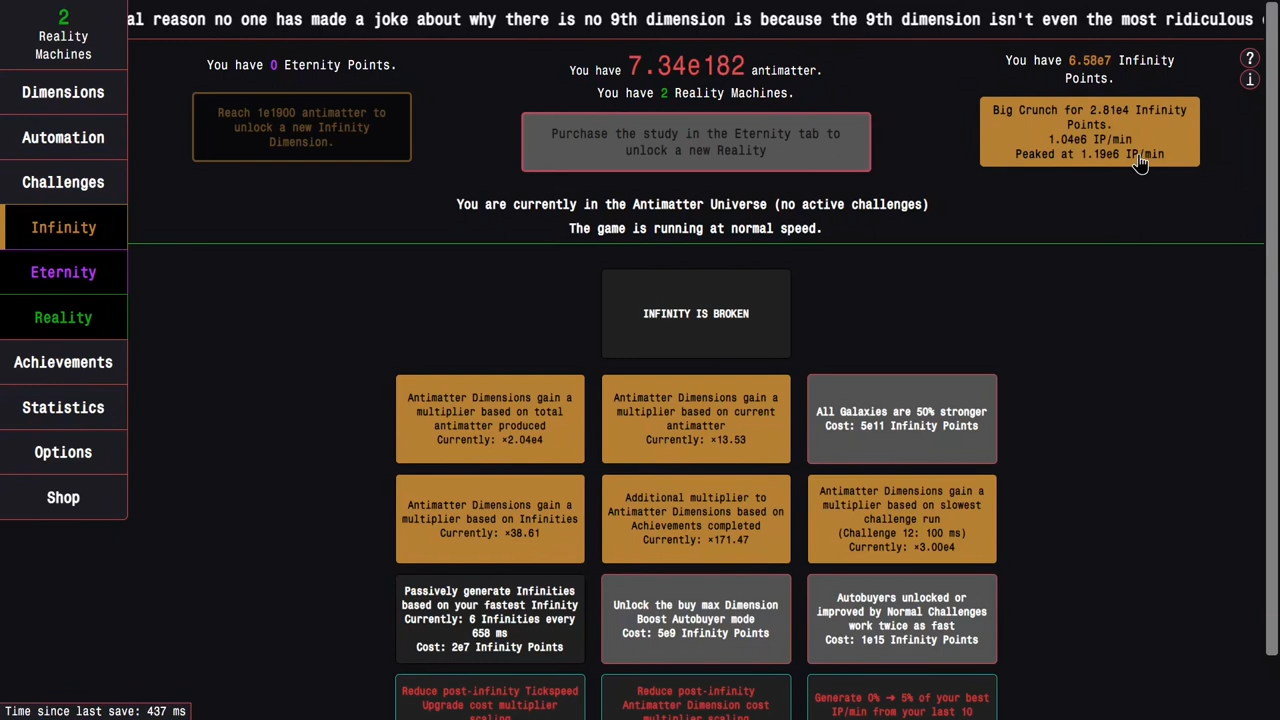 2
Reality
Machines
al reason no one has made a joke about why there is no 9th dimension is because the 9th dimension isn't even the most ridiculous
Dimensions
Automation
Challenges
Infinity
Eternity
Reality
Achievements
Statistics
Options
Shop
You have 0 Eternity Points.
Reach 1e1900 antimatter to
unlock a new Infinity
Dimension.
You have 7.34e182 antimatter.
You have 2 Reality Machines.
Purchase the study in the Eternity tab to
unlock a new Reality
You have 6.58e7 Infinity
Points.
?
i
Big Crunch for 2.81e4 Infinity
Points.
1.04e6 IP/min
Peaked at 1.19e6 IP/min
You are currently in the Antimatter Universe (no active challenges)
The game is running at normal speed.
INFINITY IS BROKEN
Antimatter Dimensions gain a
multiplier based on total
antimatter produced
Currently: ×2.04e4
Antimatter Dimensions gain a
multiplier based on current
antimatter
Currently: ×13.53
All Galaxies are 50% stronger
Cost: 5e11 Infinity Points
Antimatter Dimensions gain a
multiplier based on Infinities
Currently: ×38.61
Additional multiplier to
Antimatter Dimensions based on
Achievements completed
Currently: ×171.47
Antimatter Dimensions gain a
multiplier based on slowest
challenge run
(Challenge 12: 100 ms)
Currently: ×3.00e4
Passively generate Infinities
based on your fastest Infinity
Currently: 6 Infinities every
658 ms
Cost: 2e7 Infinity Points
Unlock the buy max Dimension
Boost Autobuyer mode
Cost: 5e9 Infinity Points
Autobuyers unlocked or
improved by Normal Challenges
work twice as fast
Cost: 1e15 Infinity Points
Reduce post-infinity Tickspeed
Upgrade cost multiplier
scaling
Reduce post-infinity
Antimatter Dimension cost
multiplier scaling
Generate 0% → 5% of your best
IP/min from your last 10
Time since last save: 437 ms